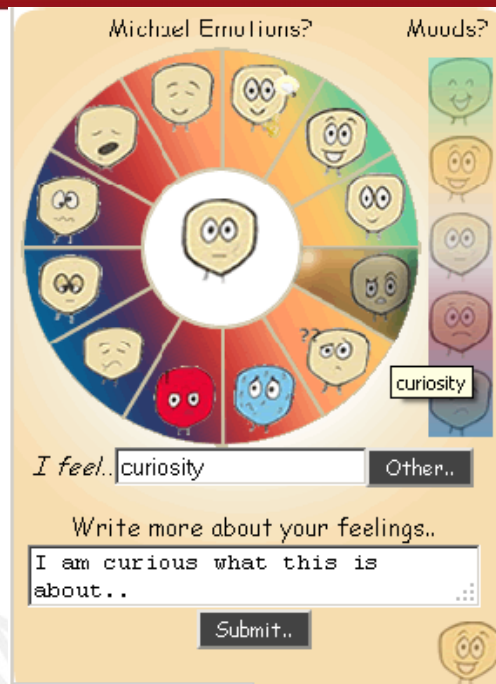 Michael Emotions? Moods?
??
curiosity
I feel.. curiosity Other..
Write more about your feelings..
I am curious what this is
about..
Submit..